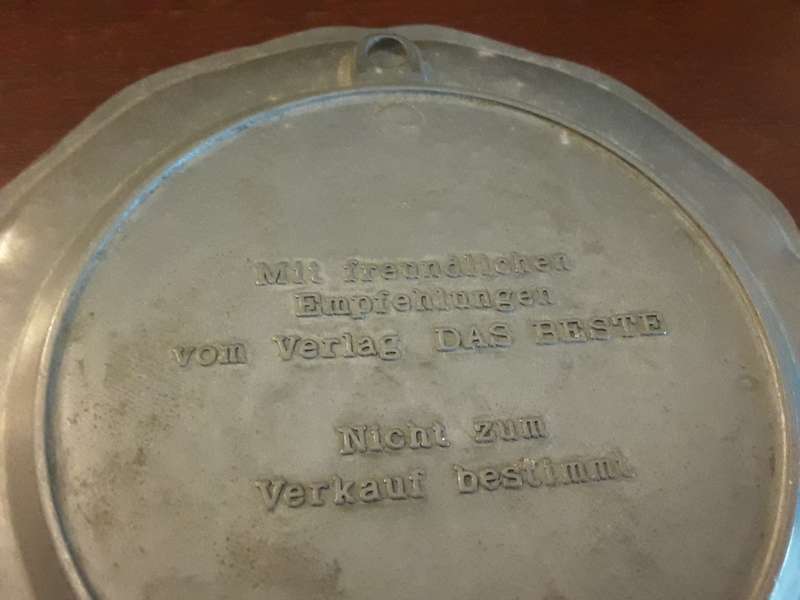 Mit freundlichen
Empfehlungen
vom Verlag DAS BESTE
Nicht zum
Verkauf bestimmt